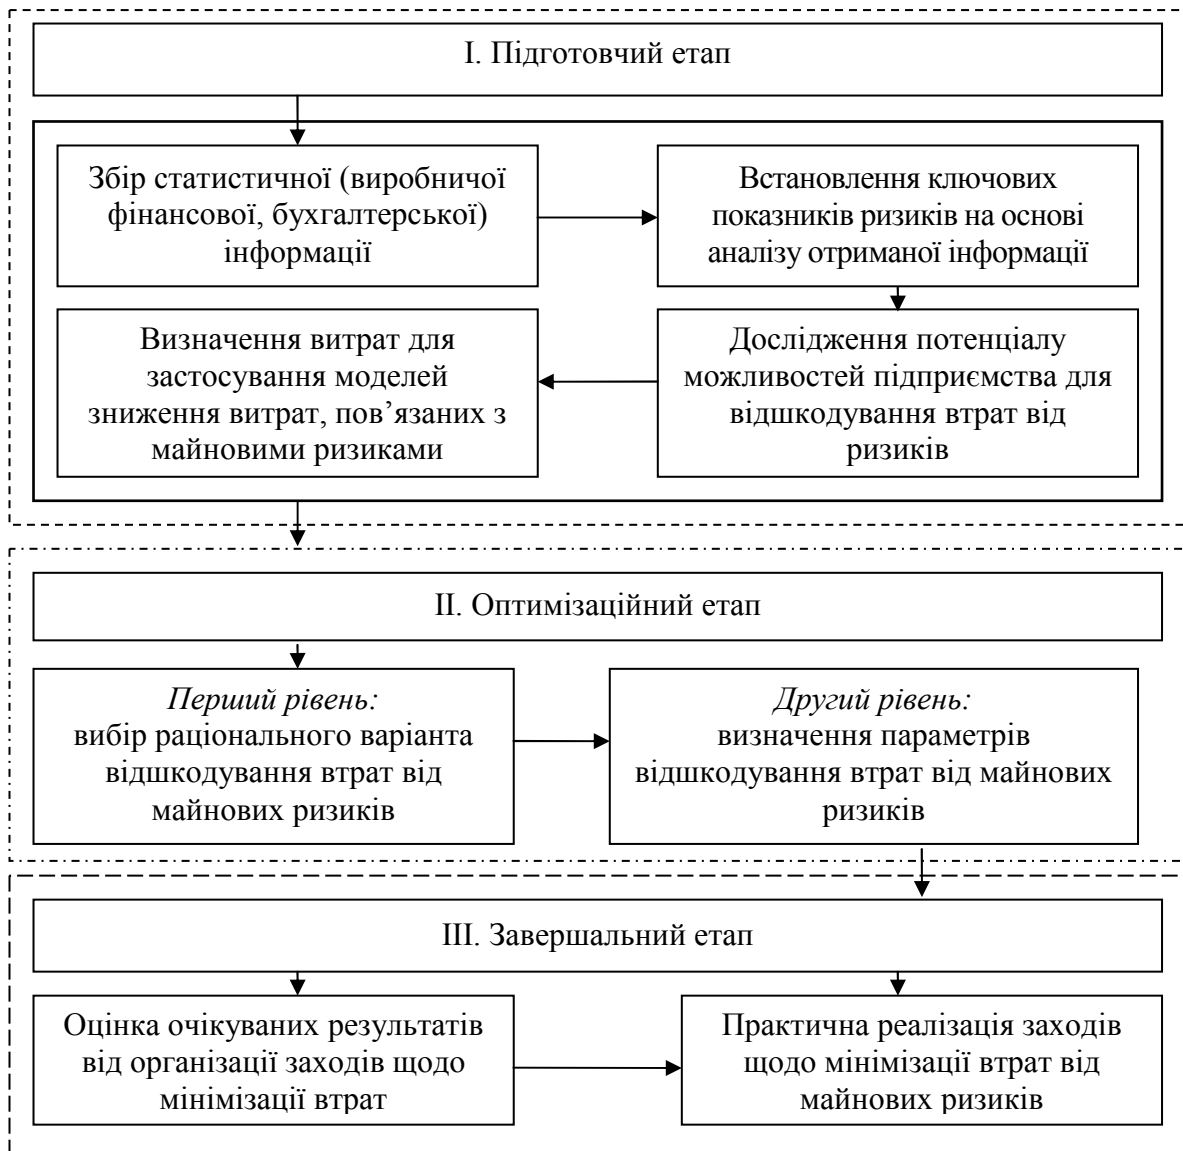 І. Підготовчий етап
Збір статистичної (виробничої
фінансової, бухгалтерської)
інформації
Встановлення ключових
показників ризиків на основі
аналізу отриманої інформації
Дослідження потенціалу
можливостей підприємства для
відшкодування втрат від
ризиків
Визначення витрат для
застосування моделей
зниження витрат, пов’язаних з
майновими ризиками
ІІ. Оптимізаційний етап
Перший рівень:
вибір раціонального варіанта
відшкодування втрат від
майнових ризиків
Другий рівень:
визначення параметрів
відшкодування втрат від майнових
ризиків
ІІІ. Завершальний етап
Оцінка очікуваних результатів
від організації заходів щодо
мінімізації втрат
Практична реалізація заходів
щодо мінімізації втрат від
майнових ризиків